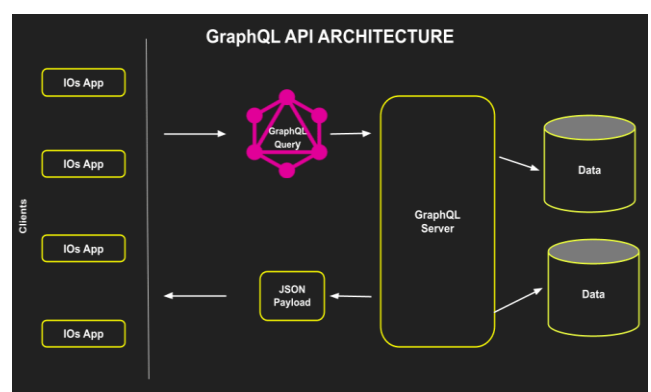 GraphQL API ARCHITECTURE
IOs App
IOs App
IOs App
IOs App
Clients
GraphQL
Query
GraphQL
Server
Data
JSON
Payload
Data